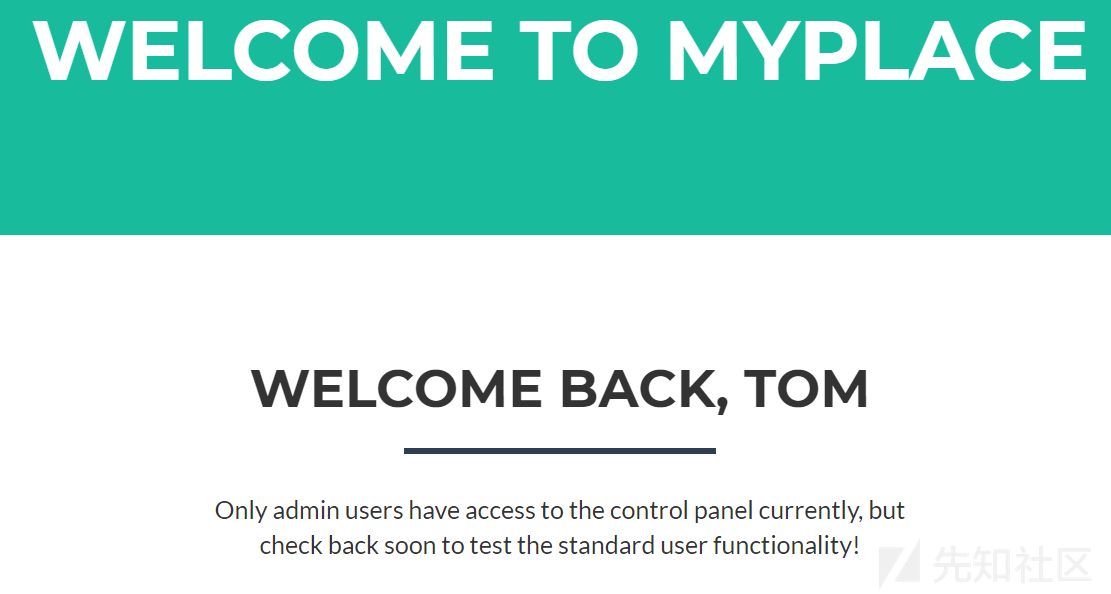 WELCOME TO MYPLACE
WELCOME BACK, TOM
Only admin users have access to the control panel currently, but
check back soon to test the standard user functionality!
先知社区